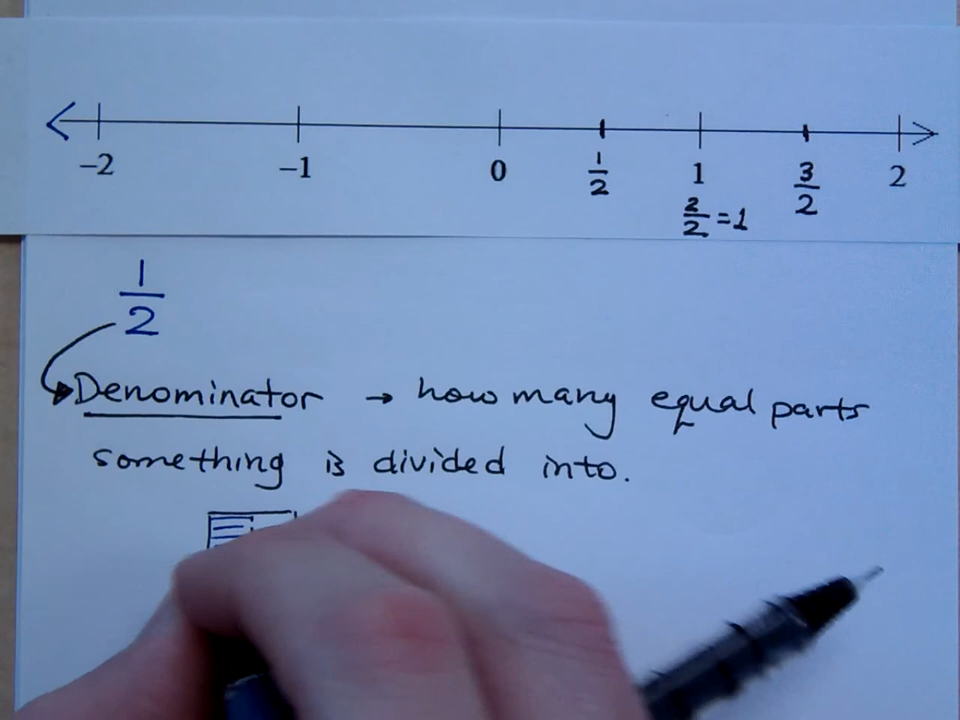 -2 -1 0 1/2 1 3/2 2
2/2 = 1
1/2
Denominator → how many equal parts
something is divided into.